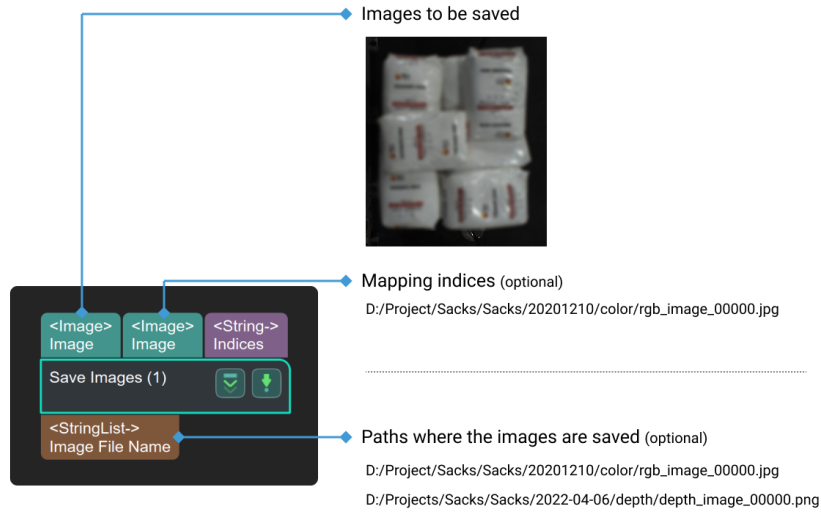 Images to be saved
Mapping indices (optional)
D:/Project/Sacks/Sacks/20201210/color/rgb_image_00000.jpg
<Image> <Image> <String->
Image Image Indices
Save Images (1)
<StringList->
Image File Name
Paths where the images are saved (optional)
D:/Project/Sacks/Sacks/20201210/color/rgb_image_00000.jpg
D:/Projects/Sacks/Sacks/2022-04-06/depth/depth_image_00000.png